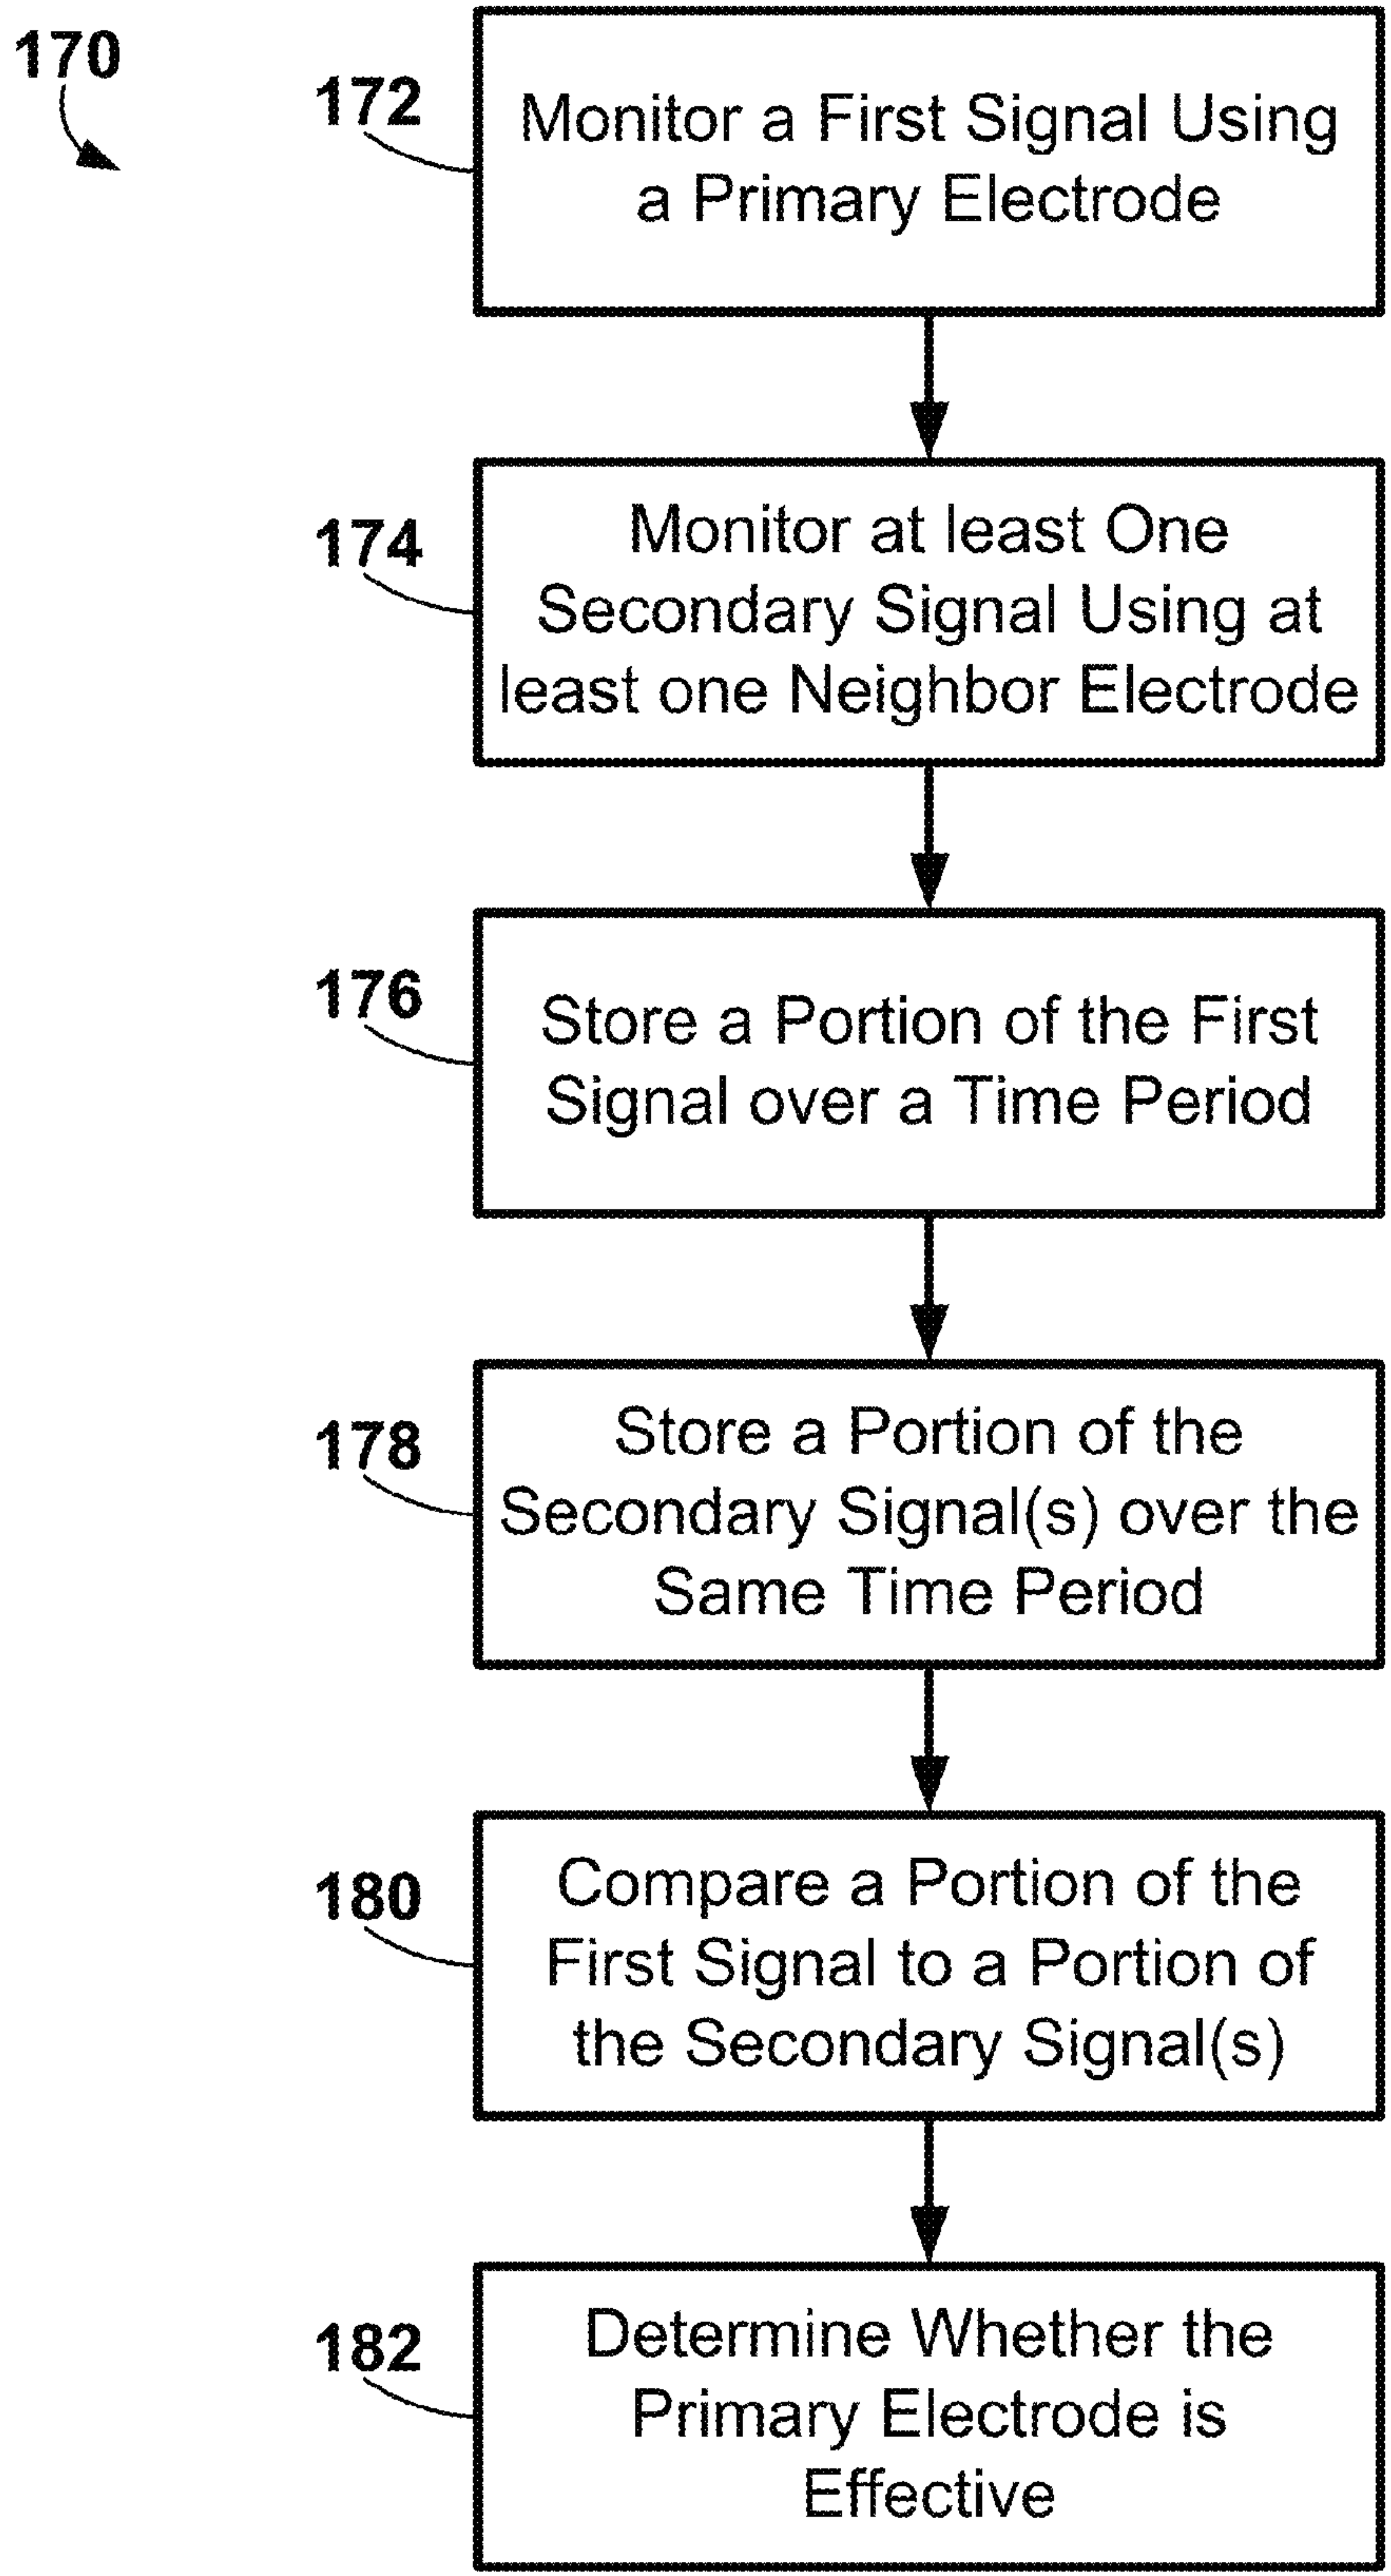 170
172
Monitor a First Signal Using
a Primary Electrode
174
Monitor at least One
Secondary Signal Using at
least one Neighbor Electrode
176
Store a Portion of the First
Signal over a Time Period
178
Store a Portion of the
Secondary Signal(s) over the
Same Time Period
180
Compare a Portion of the
First Signal to a Portion of
the Secondary Signal(s)
182
Determine Whether the
Primary Electrode is
Effective